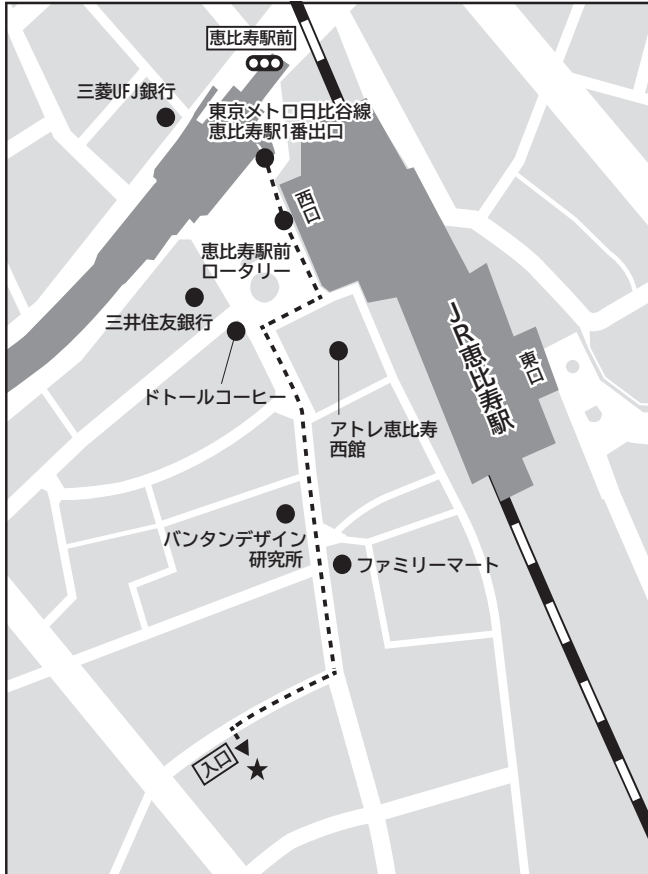 恵比寿駅前
三菱UFJ銀行
東京メトロ日比谷線
恵比寿駅1番出口
西口
恵比寿駅前
ロータリー
三井住友銀行
JR恵比寿駅
東口
ドトールコーヒー
アトレ恵比寿
西館
バンタンデザイン
研究所
ファミリーマート
入口